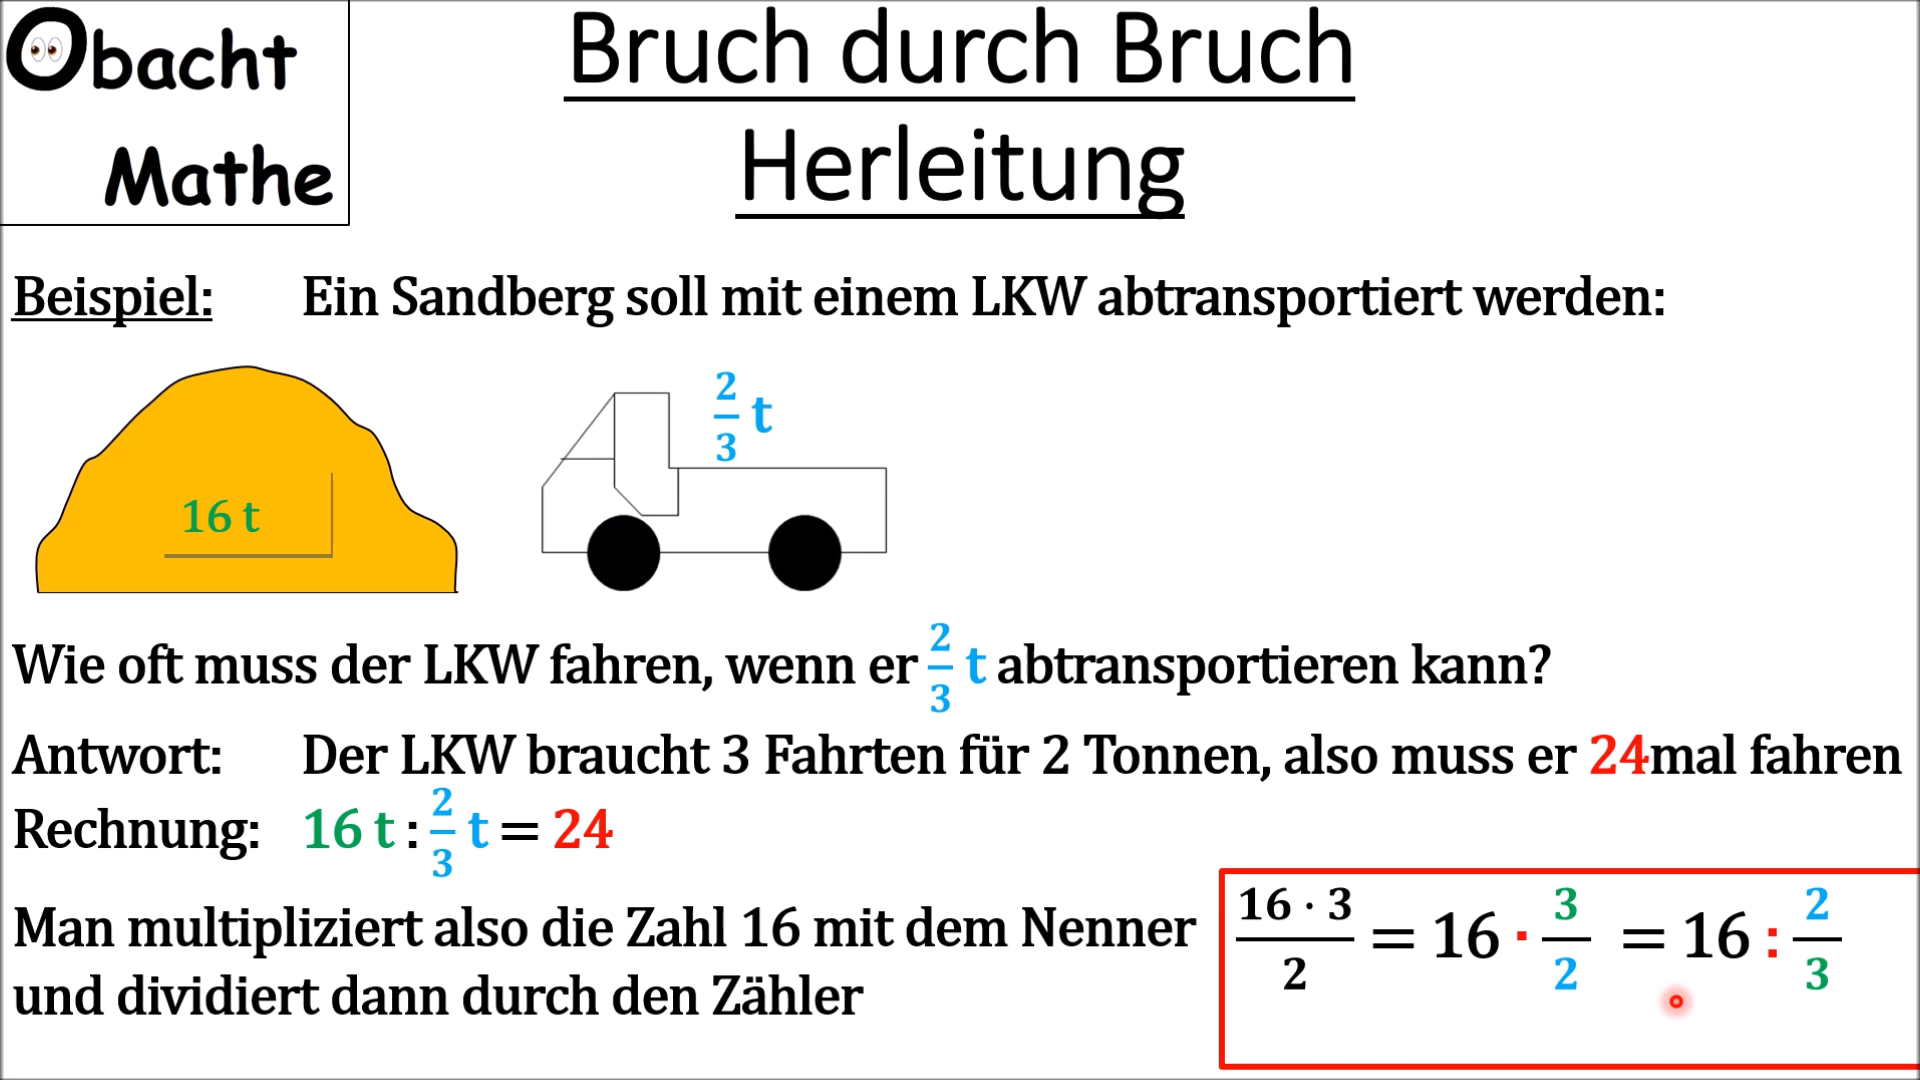 Obacht
Mathe
Bruch durch Bruch
Herleitung
Beispiel: Ein Sandberg soll mit einem LKW abtransportiert werden:
16 t
2/3 t
Wie oft muss der LKW fahren, wenn er 2/3 t abtransportieren kann?
Antwort: Der LKW braucht 3 Fahrten für 2 Tonnen, also muss er 24mal fahren
Rechnung: 16 t : 2/3 t = 24
Man multipliziert also die Zahl 16 mit dem Nenner
und dividiert dann durch den Zähler
16 · 3/2 = 16 · 3/2 = 16 : 2/3